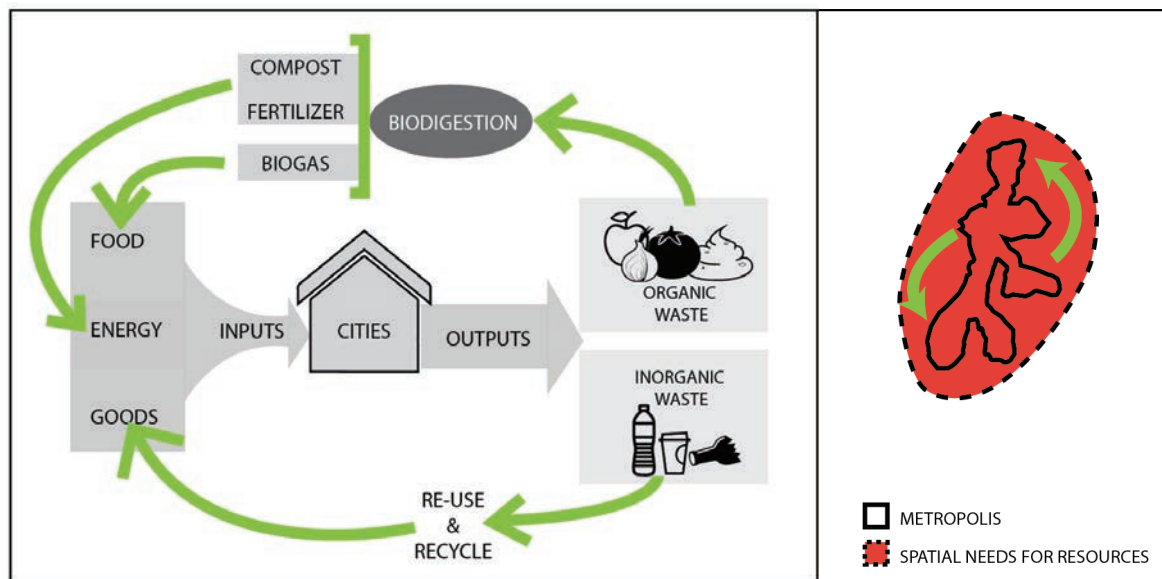 COMPOST
FERTILIZER
BIODIGESTION
BIOGAS
FOOD
ENERGY
GOODS
INPUTS
CITIES
OUTPUTS
ORGANIC
WASTE
INORGANIC
WASTE
RE-USE
&
RECYCLE
METROPOLIS
SPATIAL NEEDS FOR RESOURCES